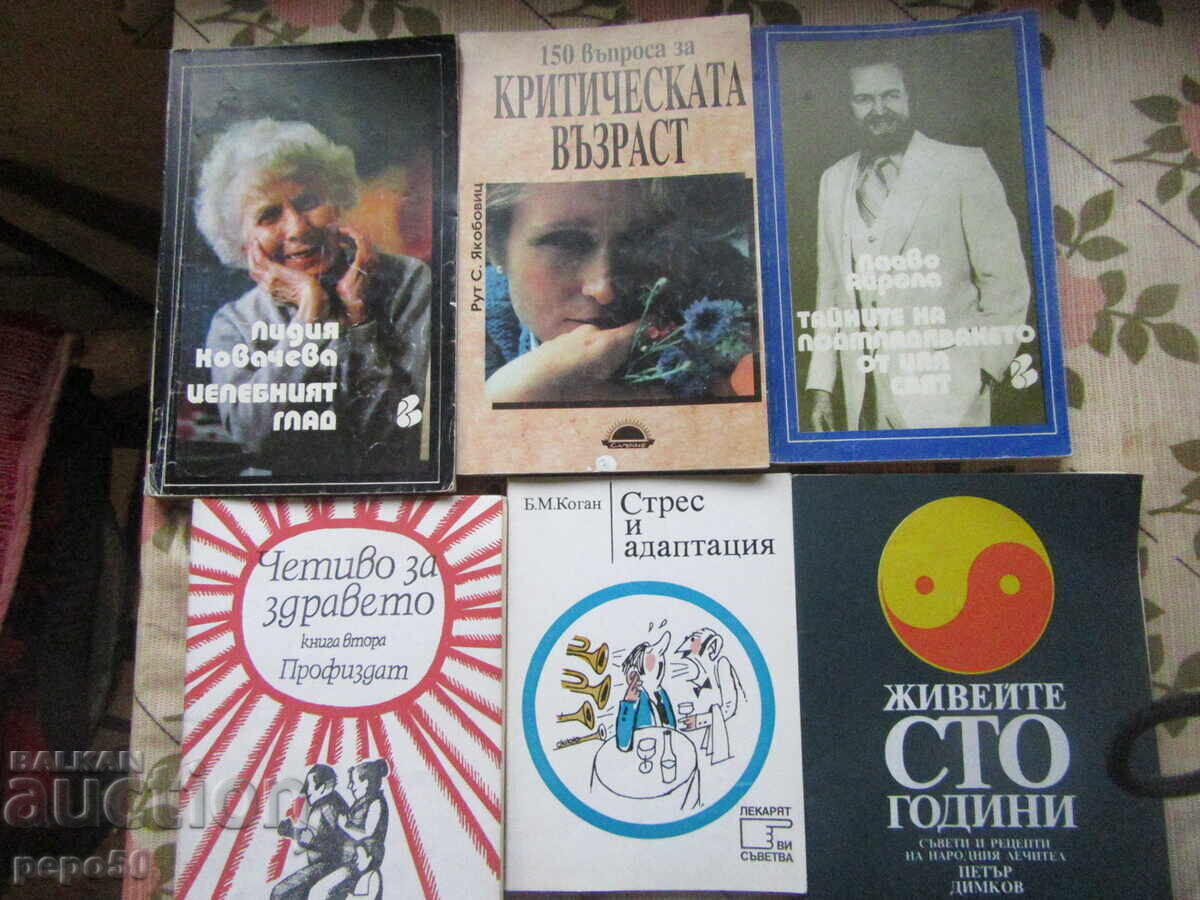 Лидия
Ковачева
целебният
глад
150 въпроса за
КРИТИЧЕСКАТА
ВЪЗРАСТ
Рут С. Якобовиц
Слънце
Пааво
Айрола
тайните на
подмладяването
от цял
свят
Четиво за
здравето
книга втора
Профиздат
Б.М.Коган
Стрес
и
адаптация
ЛЕКАРЯТ
ВИ
СЪВЕТВА
ЖИВЕЙТЕ
СТО
ГОДИНИ
СЪВЕТИ И РЕЦЕПТИ
НА НАРОДНИЯ ЛЕЧИТЕЛ
ПЕТЪР
ДИМКОВ
BALKAN
auction
pepo50